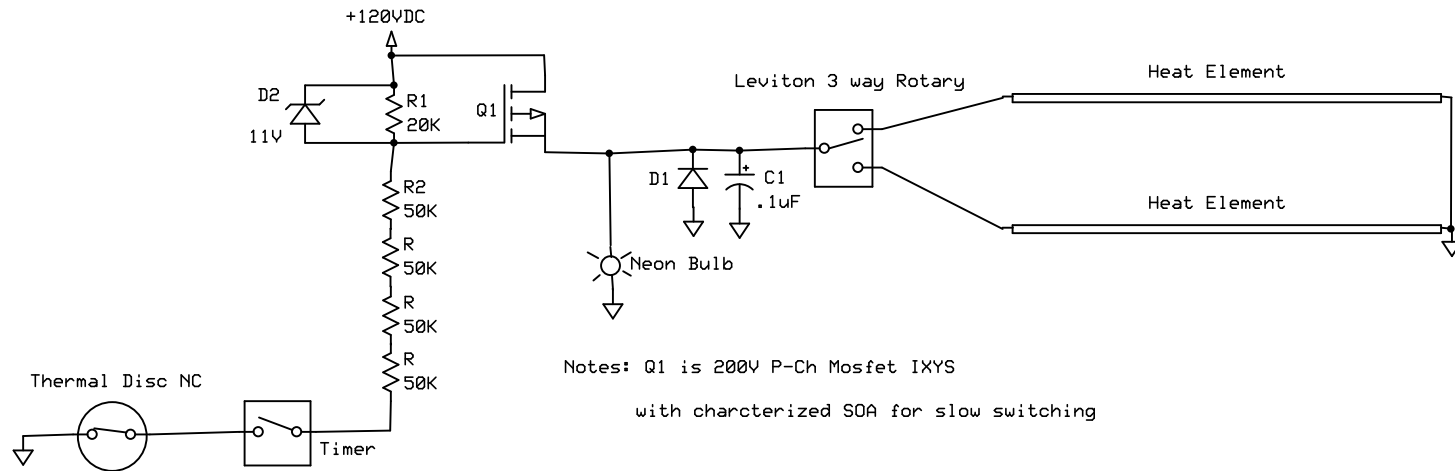 +120VDC
Leviton 3 way Rotary
Heat Element
D2
R1
Q1
20K
11V
D1
C1
.1uF
R2
50K
Heat Element
R
50K
Neon Bulb
R
50K
R
50K
Notes: Q1 is 200V P-Ch Mosfet IXYS
with charcterized SOA for slow switching
Thermal Disc NC
Timer
+